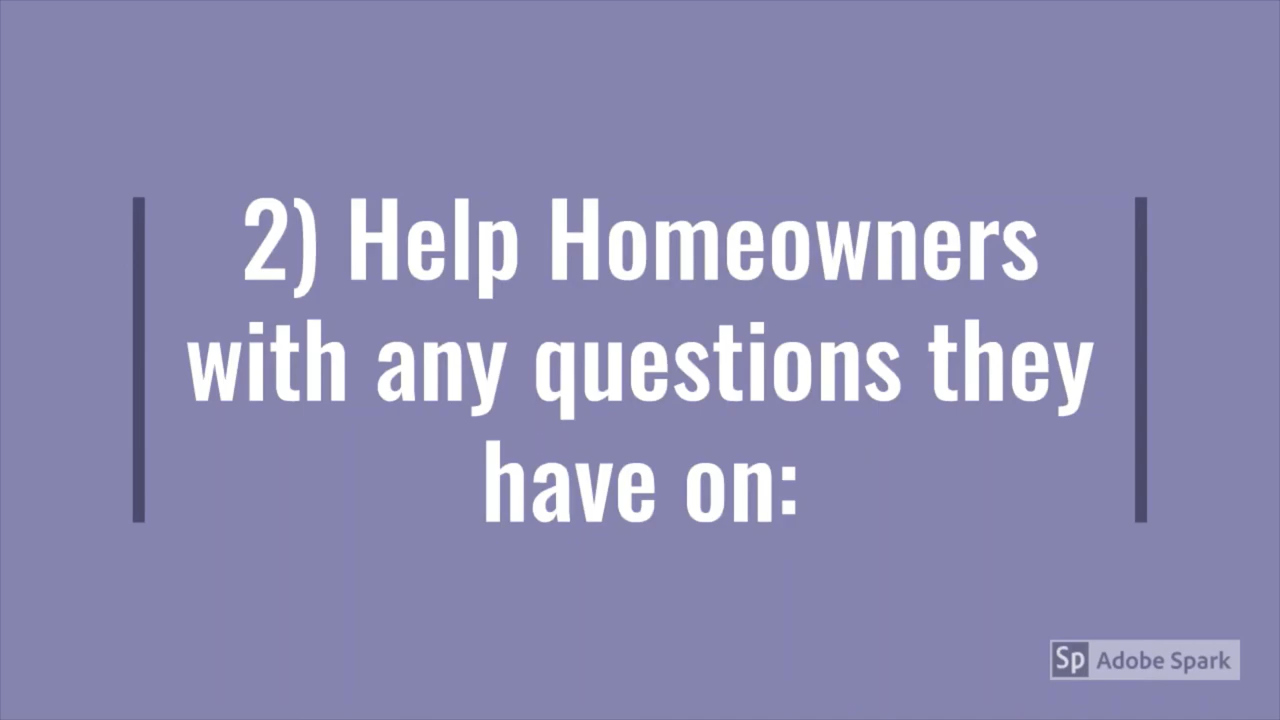 2) Help Homeowners
with any questions they
have on:
Sp Adobe Spark